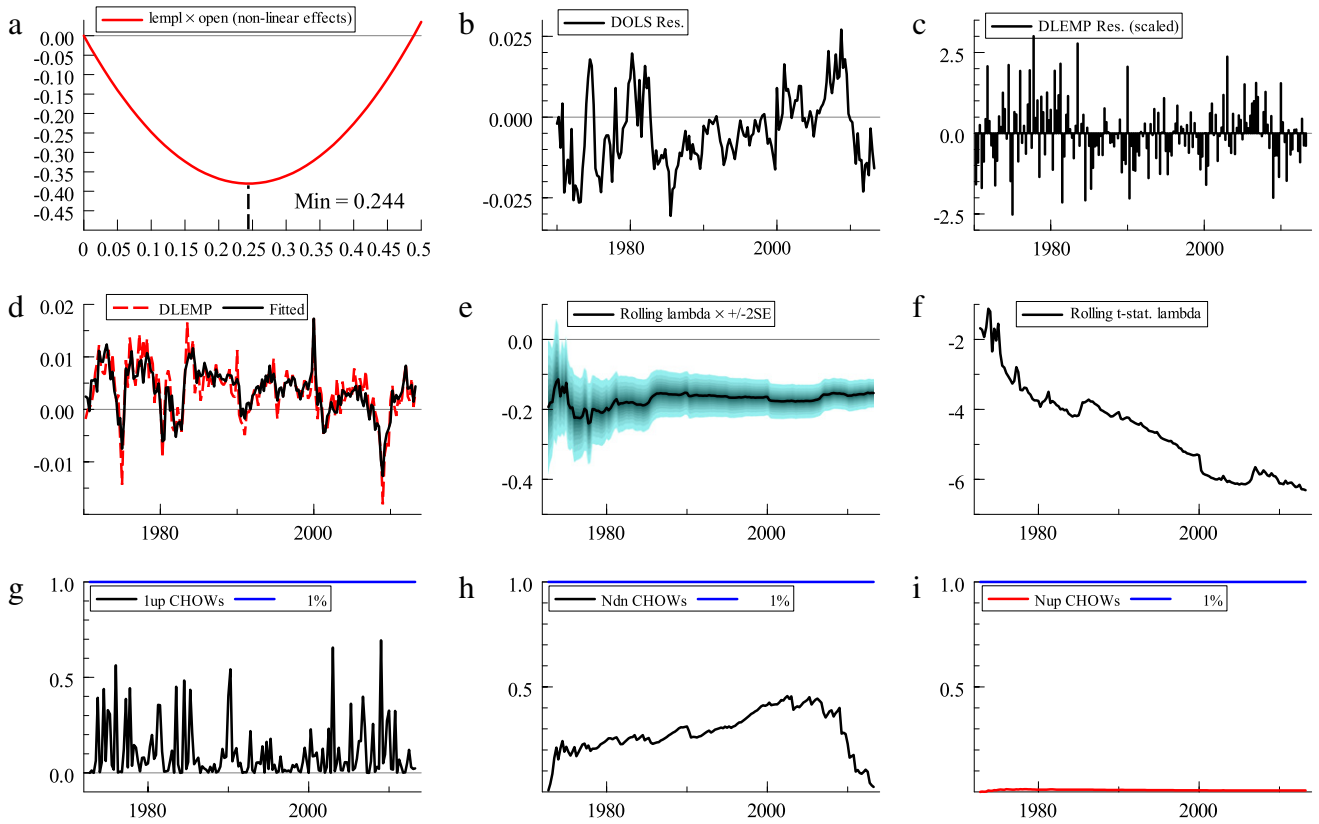 a
lempl × open (non-linear effects)
0.00
-0.05
-0.10
-0.15
-0.20
-0.25
-0.30
-0.35
-0.40
-0.45
Min = 0.244
0 0.05 0.1 0.15 0.2 0.25 0.3 0.35 0.4 0.45 0.5
b
DOLS Res.
0.025
0.000
-0.025
1980 2000
c
DLEMP Res. (scaled)
2.5
0.0
-2.5
1980 2000
d
DLEMP Fitted
0.02
0.01
0.00
-0.01
1980 2000
e
Rolling lambda × +/-2SE
0.0
-0.2
-0.4
1980 2000
f
Rolling t-stat. lambda
-2
-4
-6
1980 2000
g
1up CHOWs 1%
1.0
0.5
0.0
1980 2000
h
Ndn CHOWs 1%
1.0
0.5
1980 2000
i
Nup CHOWs 1%
1.0
0.5
1980 2000